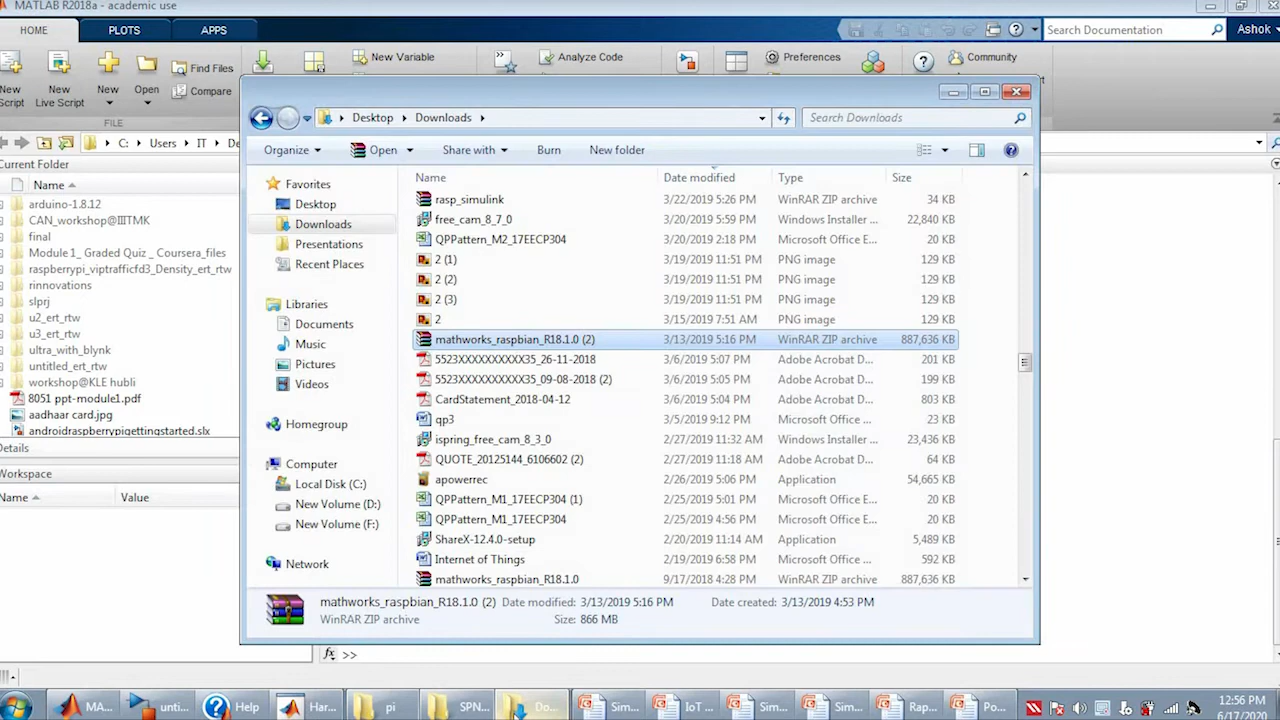 MATLAB R2018a - academic use
HOME PLOTS APPS
Search Documentation
Ashok
New Script
New Live Script
New
Open
Find Files
Compare
FILE
New Variable
Analyze Code
Preferences
Community
C: Users IT De
Current Folder
Name
arduino-1.8.12
CAN_workshop@IIITMK
final
Module 1_ Graded Quiz _ Coursera_files
raspberrypi_viptrafficfd3_Density_ert_rtw
rinnovations
slprj
u2_ert_rtw
u3_ert_rtw
ultra_with_blynk
untitled_ert_rtw
workshop@KLE hubli
8051 ppt-module1.pdf
aadhaar card.jpg
androidraspberrypigettingstarted.slx
Details
Workspace
Name Value
Desktop Downloads
Search Downloads
Organize Open Share with Burn New folder
Favorites
Desktop
Downloads
Presentations
Recent Places
Libraries
Documents
Music
Pictures
Videos
Homegroup
Computer
Local Disk (C:)
New Volume (D:)
New Volume (F:)
Network
Name Date modified Type Size
rasp_simulink 3/22/2019 5:26 PM WinRAR ZIP archive 34 KB
free_cam_8_7_0 3/20/2019 5:59 PM Windows Installer ... 22,840 KB
QPPattern_M2_17EECP304 3/20/2019 2:18 PM Microsoft Office E... 20 KB
2 (1) 3/19/2019 11:51 PM PNG image 129 KB
2 (2) 3/19/2019 11:51 PM PNG image 129 KB
2 (3) 3/19/2019 11:51 PM PNG image 129 KB
2 3/15/2019 7:51 AM PNG image 129 KB
mathworks_raspbian_R18.1.0 (2) 3/13/2019 5:16 PM WinRAR ZIP archive 887,636 KB
5523XXXXXXXXXX35_26-11-2018 3/6/2019 5:07 PM Adobe Acrobat D... 201 KB
5523XXXXXXXXXX35_09-08-2018 (2) 3/6/2019 5:05 PM Adobe Acrobat D... 199 KB
CardStatement_2018-04-12 3/6/2019 5:04 PM Adobe Acrobat D... 803 KB
qp3 3/5/2019 9:12 PM Microsoft Office ... 23 KB
ispring_free_cam_8_3_0 2/27/2019 11:32 AM Windows Installer ... 23,436 KB
QUOTE_20125144_6106602 (2) 2/27/2019 11:18 AM Adobe Acrobat D... 64 KB
apowerrec 2/26/2019 5:06 PM Application 54,665 KB
QPPattern_M1_17EECP304 (1) 2/25/2019 5:01 PM Microsoft Office E... 20 KB
QPPattern_M1_17EECP304 2/25/2019 4:56 PM Microsoft Office E... 20 KB
ShareX-12.4.0-setup 2/20/2019 11:14 AM Application 5,489 KB
Internet of Things 2/19/2019 6:58 PM Microsoft Office ... 592 KB
mathworks_raspbian_R18.1.0 9/17/2018 4:28 PM WinRAR ZIP archive 887,636 KB
mathworks_raspbian_R18.1.0 (2) Date modified: 3/13/2019 5:16 PM Date created: 3/13/2019 4:53 PM
WinRAR ZIP archive Size: 866 MB
fx >>
MA... unti... Help Har... pi SPN... Do... Sim... IoT ... Sim... Sim... Rap... Po...
12:56 PM
6/17/2020